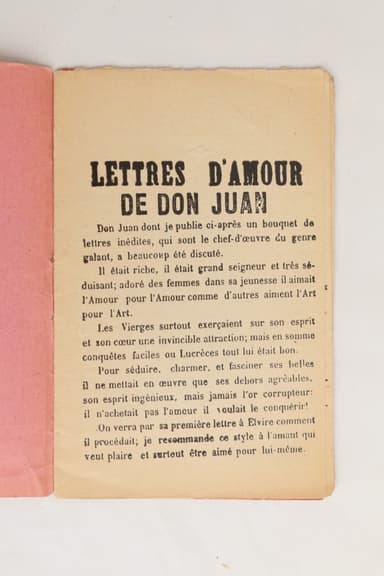 LETTRES D'AMOUR
DE DON JUAN
Don Juan dont je publie ci-après un bouquet de
lettres inédites, qui sont le chef-d'œuvre du genre
galant, a beaucoup été discuté.
Il était riche, il était grand seigneur et très sé-
duisant; adoré des femmes dans sa jeunesse il aimait
l'Amour pour l'Amour comme d'autres aiment l'Art
pour l'Art.
Les Vierges surtout exerçaient sur son esprit
et son cœur une invincible attraction; mais en somme
conquêtes faciles ou Lucrèces tout lui était bon.
Pour séduire, charmer, et fasciner ses belles
il ne mettait en œuvre que ses dehors agréables,
son esprit ingénieux, mais jamais l'or corrupteur:
il n'achetait pas l'amour il voulait le conquérir!
On verra par sa première lettre à Elvire comment
il procédait; je recommande ce style à l'amant qui
veut plaire et surtout être aimé pour lui-même.